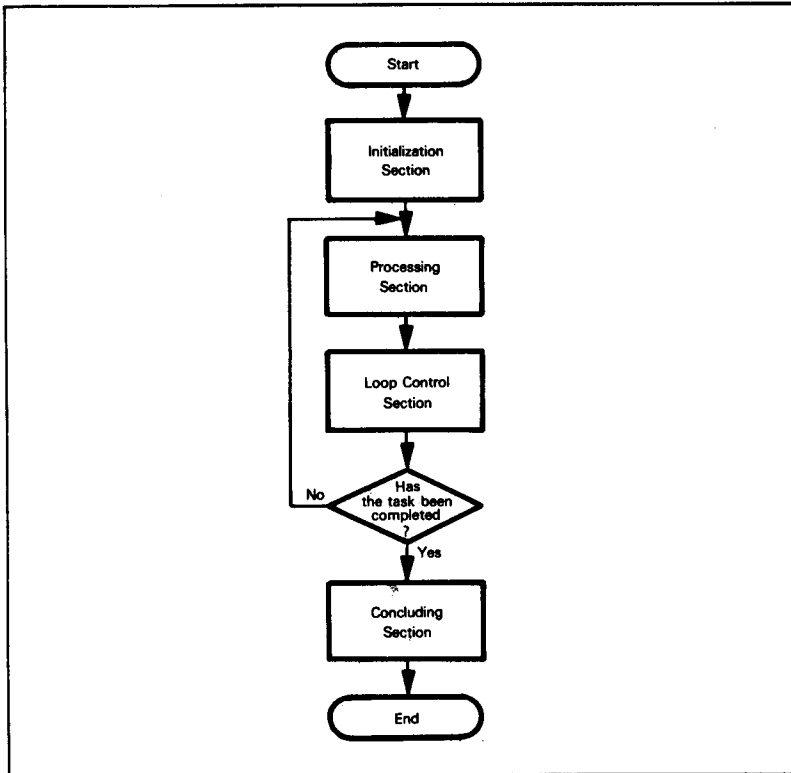 Start
Initialization
Section
Processing
Section
Loop Control
Section
Has
the task been
completed
?
No
Yes
Concluding
Section
End